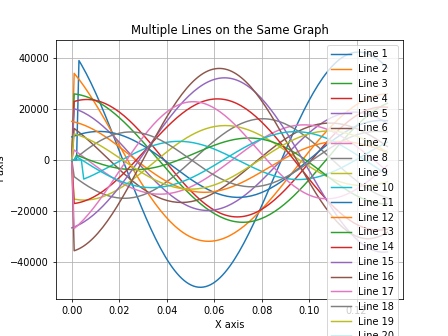 Multiple Lines on the Same Graph
40000
20000
0
−20000
−40000
axis
0.00
0.02
0.04
0.06
0.08
0.10
X axis
Line 1
Line 2
Line 3
Line 4
Line 5
Line 6
Line 7
Line 8
Line 9
Line 10
Line 11
Line 12
Line 13
Line 14
Line 15
Line 16
Line 17
Line 18
Line 19
Line 20